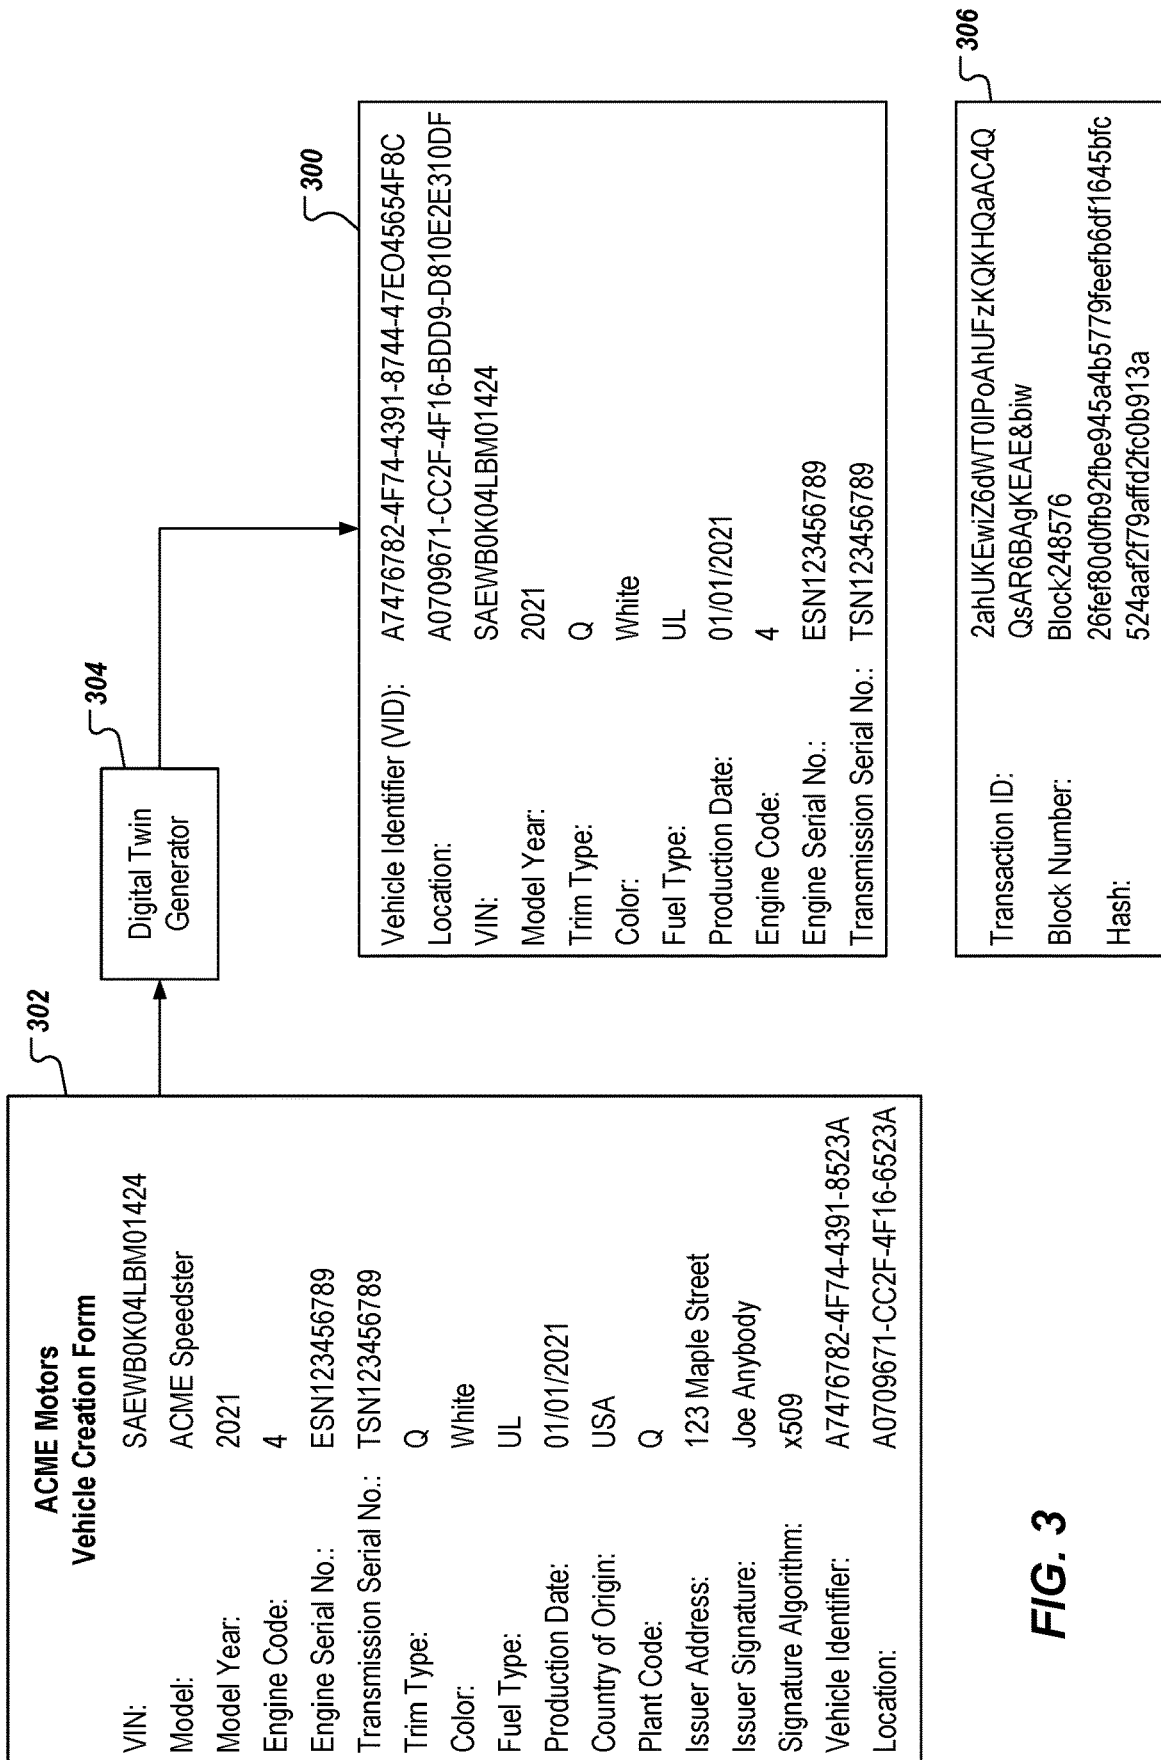 302
ACME Motors
Vehicle Creation Form
VIN: SAEWB0K04LBM01424
Model: ACME Speedster
Model Year: 2021
Engine Code: 4
Engine Serial No.: ESN123456789
Transmission Serial No.: TSN123456789
Trim Type: Q
Color: White
Fuel Type: UL
Production Date: 01/01/2021
Country of Origin: USA
Plant Code: Q
Issuer Address: 123 Maple Street
Issuer Signature: Joe Anybody
Signature Algorithm: x509
Vehicle Identifier: A7476782-4F74-4391-8523A
Location: A0709671-CC2F-4F16-6523A
304
Digital Twin
Generator
300
Vehicle Identifier (VID): A7476782-4F74-4391-8744-47EO45654F8C
Location: A0709671-CC2F-4F16-BDD9-D810E2E310DF
VIN: SAEWB0K04LBM01424
Model Year: 2021
Trim Type: Q
Color: White
Fuel Type: UL
Production Date: 01/01/2021
Engine Code: 4
Engine Serial No.: ESN123456789
Transmission Serial No.: TSN123456789
306
Transaction ID: 2ahUKEwiZ6dWT0IPoAhUFzKQKHQaAC4Q
QsAR6BAgKEAE&biw
Block Number: Block248576
Hash: 26fef80d0fb92fbe945a4b5779feefb6df1645bfc
524aaf2f79affd2fc0b913a
FIG. 3